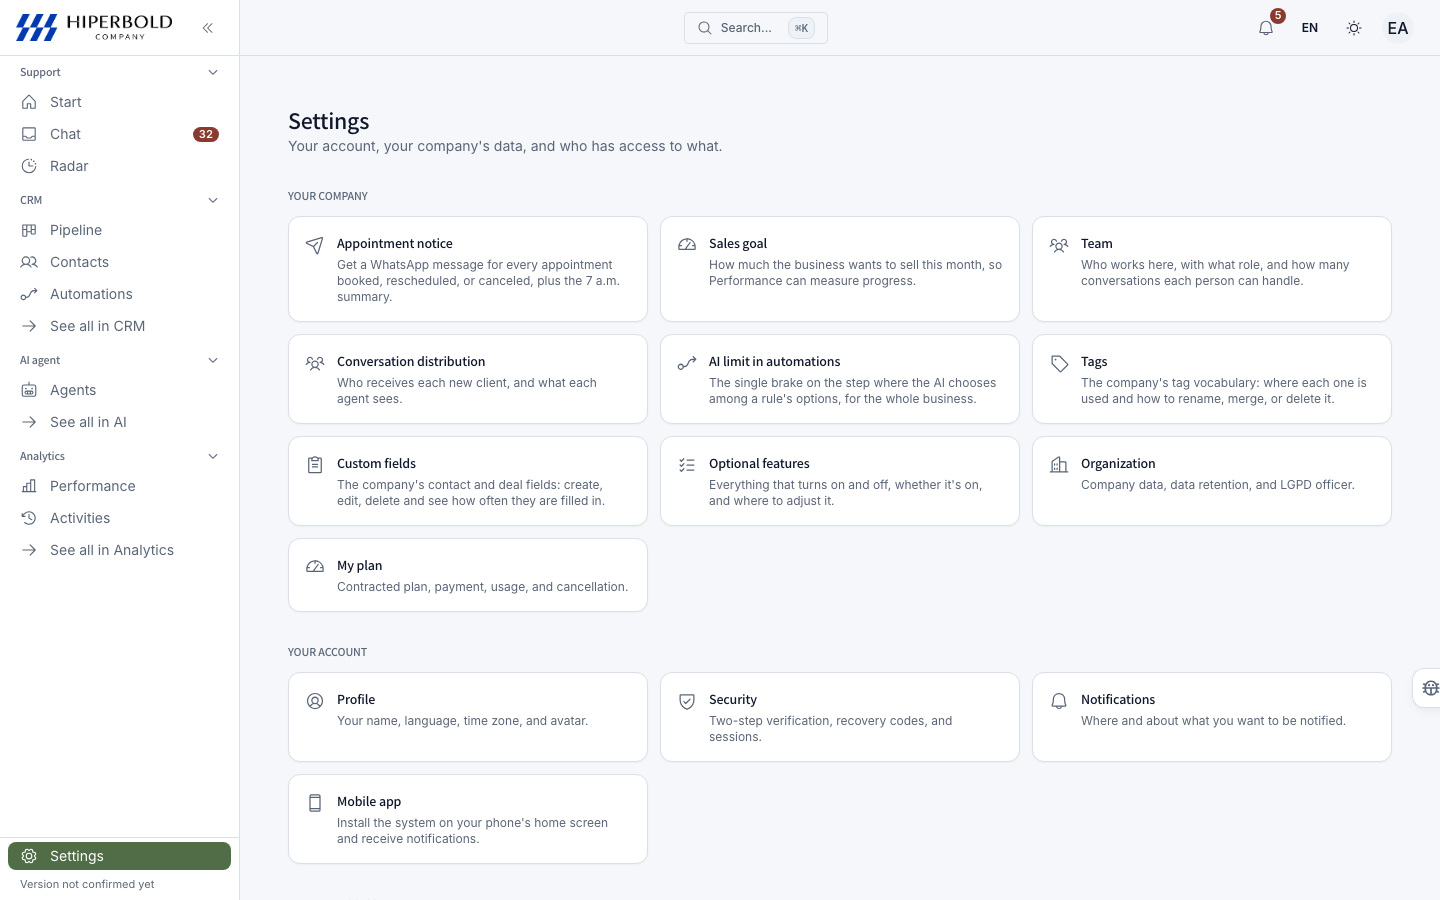 HIPERBOLD
COMPANY
Search...
⌘K
5
EN
EA
Support
Start
Chat
32
Radar
CRM
Pipeline
Contacts
Automations
See all in CRM
AI agent
Agents
See all in AI
Analytics
Performance
Activities
See all in Analytics
Settings
Version not confirmed yet
Settings
Your account, your company's data, and who has access to what.
YOUR COMPANY
Appointment notice
Get a WhatsApp message for every appointment
booked, rescheduled, or canceled, plus the 7 a.m.
summary.
Sales goal
How much the business wants to sell this month, so
Performance can measure progress.
Team
Who works here, with what role, and how many
conversations each person can handle.
Conversation distribution
Who receives each new client, and what each
agent sees.
AI limit in automations
The single brake on the step where the AI chooses
among a rule's options, for the whole business.
Tags
The company's tag vocabulary: where each one is
used and how to rename, merge, or delete it.
Custom fields
The company's contact and deal fields: create,
edit, delete and see how often they are filled in.
Optional features
Everything that turns on and off, whether it's on,
and where to adjust it.
Organization
Company data, data retention, and LGPD officer.
My plan
Contracted plan, payment, usage, and cancellation.
YOUR ACCOUNT
Profile
Your name, language, time zone, and avatar.
Security
Two-step verification, recovery codes, and
sessions.
Notifications
Where and about what you want to be notified.
Mobile app
Install the system on your phone's home screen
and receive notifications.